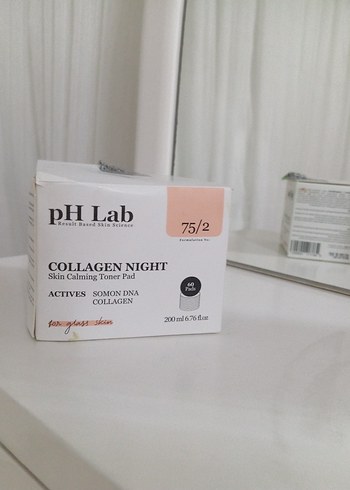 pH Lab
Result Based Skin Science
75/2
Formulation No.
COLLAGEN NIGHT
Skin Calming Toner Pad
ACTIVES SOMON DNA
COLLAGEN
60
Pads
for glass skin
200 ml 6.76 fl.oz